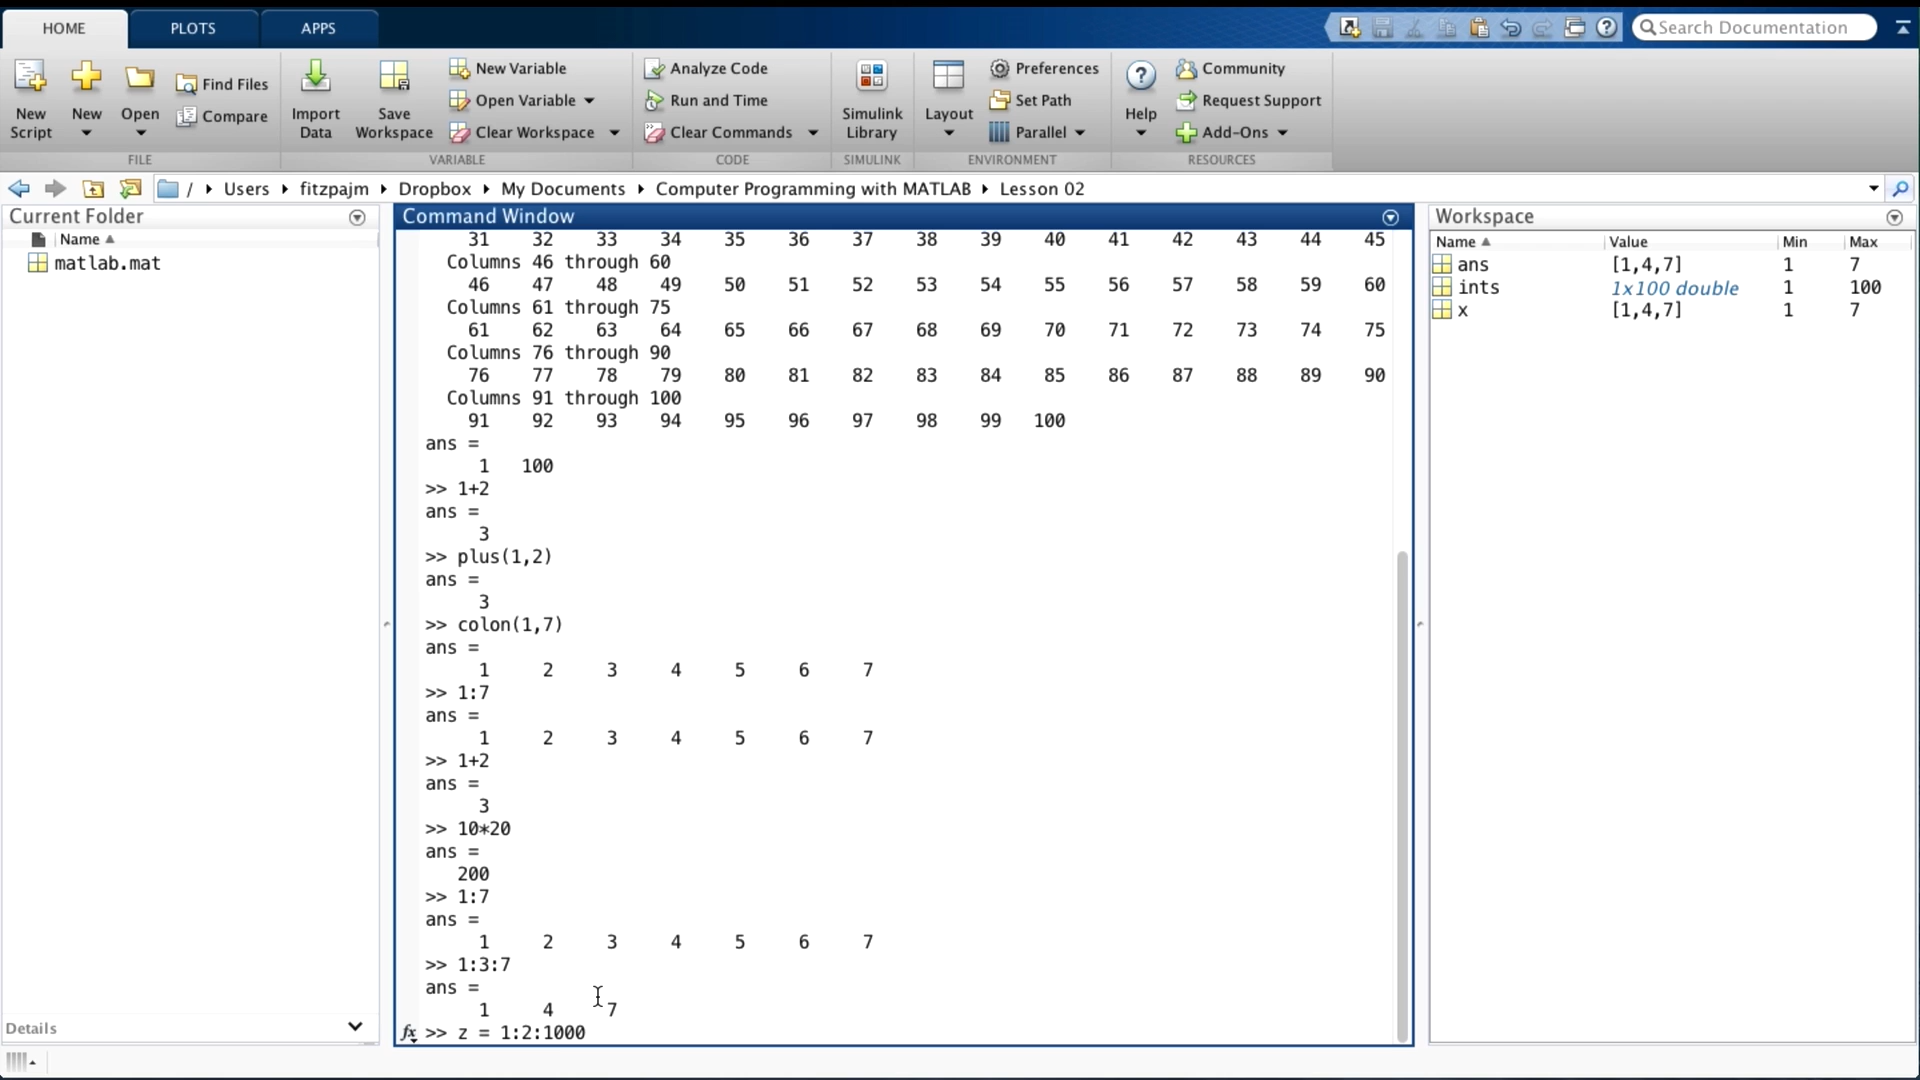 HOME PLOTS APPS Search Documentation
New Script New Open Find Files Compare Import Data Save Workspace New Variable Open Variable Clear Workspace Analyze Code Run and Time Clear Commands Simulink Library Layout Preferences Set Path Parallel Help Community Request Support Add-Ons
FILE VARIABLE CODE SIMULINK ENVIRONMENT RESOURCES
/ Users fitzpajm Dropbox My Documents Computer Programming with MATLAB Lesson 02
Current Folder
Name
matlab.mat
Details
Command Window
31 32 33 34 35 36 37 38 39 40 41 42 43 44 45
Columns 46 through 60
46 47 48 49 50 51 52 53 54 55 56 57 58 59 60
Columns 61 through 75
61 62 63 64 65 66 67 68 69 70 71 72 73 74 75
Columns 76 through 90
76 77 78 79 80 81 82 83 84 85 86 87 88 89 90
Columns 91 through 100
91 92 93 94 95 96 97 98 99 100
ans =
1 100
>> 1+2
ans =
3
>> plus(1,2)
ans =
3
>> colon(1,7)
ans =
1 2 3 4 5 6 7
>> 1:7
ans =
1 2 3 4 5 6 7
>> 1+2
ans =
3
>> 10*20
ans =
200
>> 1:7
ans =
1 2 3 4 5 6 7
>> 1:3:7
ans =
1 4 7
fx >> z = 1:2:1000
Workspace
Name Value Min Max
ans [1,4,7] 1 7
ints 1x100 double 1 100
x [1,4,7] 1 7